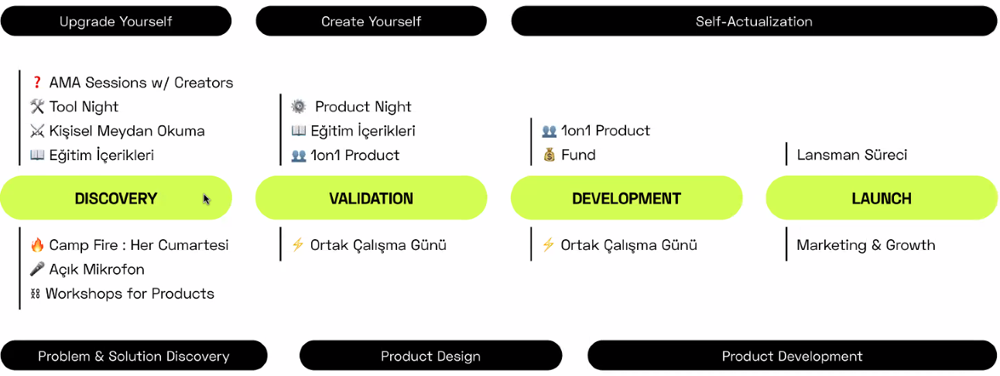 Upgrade Yourself
Create Yourself
Self-Actualization
❓ AMA Sessions w/ Creators
🛠 Tool Night
⚔ Kişisel Meydan Okuma
📖 Eğitim İçerikleri
⚙ Product Night
📖 Eğitim İçerikleri
👥 1on1 Product
👥 1on1 Product
💰 Fund
Lansman Süreci
DISCOVERY
VALIDATION
DEVELOPMENT
LAUNCH
🔥 Camp Fire : Her Cumartesi
🎤 Açık Mikrofon
⛓ Workshops for Products
⚡ Ortak Çalışma Günü
⚡ Ortak Çalışma Günü
Marketing & Growth
Problem & Solution Discovery
Product Design
Product Development